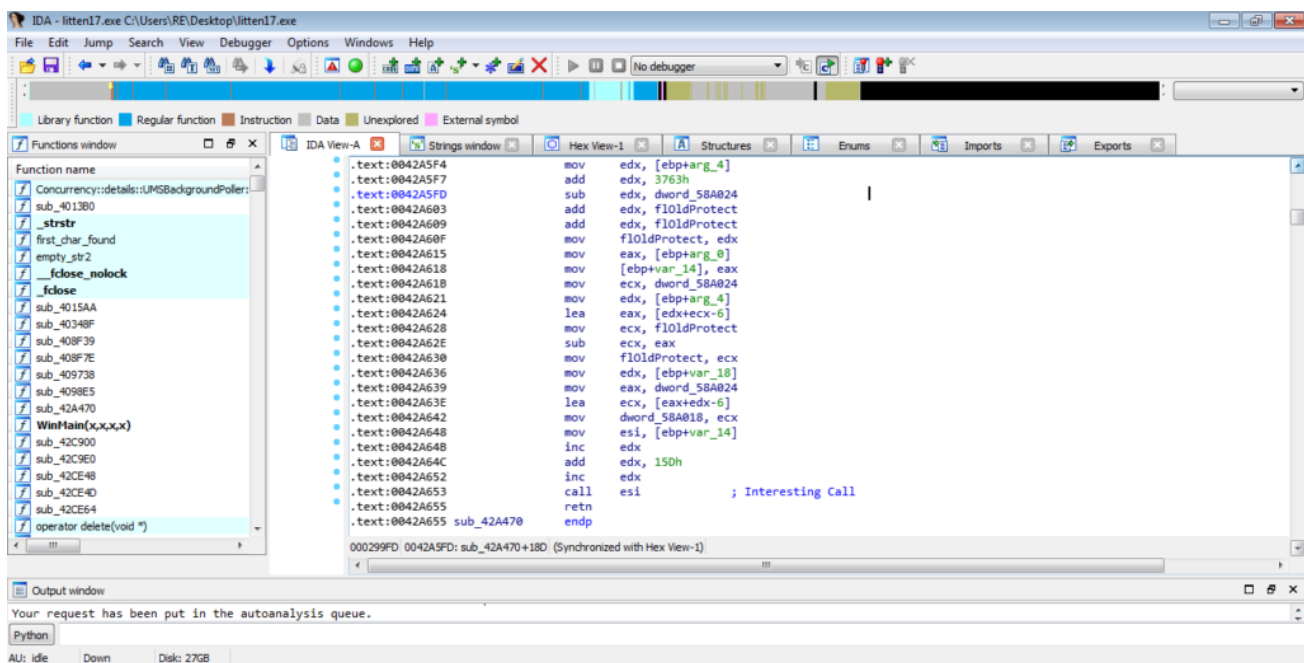 IDA - litten17.exe C:\Users\RE\Desktop\litten17.exe
File Edit Jump Search View Debugger Options Windows Help
No debugger
Library function Regular function Instruction Data Unexplored External symbol
Functions window
IDA View-A Strings window Hex View-1 Structures Enums Imports Exports
Function name
Concurrency::details::UMSBackgroundPoller:
sub_4013B0
_strstr
first_char_found
empty_str2
__fclose_nolock
_fclose
sub_4015AA
sub_40348F
sub_408F39
sub_408F7E
sub_409738
sub_4098E5
sub_42A470
WinMain(x,x,x,x)
sub_42C900
sub_42C9E0
sub_42CE48
sub_42CE4D
sub_42CE64
operator delete(void *)
.text:0042A5F4 mov edx, [ebp+arg_4]
.text:0042A5F7 add edx, 3763h
.text:0042A5FD sub edx, dword_58A024
.text:0042A603 add edx, flOldProtect
.text:0042A609 add edx, flOldProtect
.text:0042A60F mov flOldProtect, edx
.text:0042A615 mov eax, [ebp+arg_0]
.text:0042A618 mov [ebp+var_14], eax
.text:0042A61B mov ecx, dword_58A024
.text:0042A621 mov edx, [ebp+arg_4]
.text:0042A624 lea eax, [edx+ecx-6]
.text:0042A628 mov ecx, flOldProtect
.text:0042A62E sub ecx, eax
.text:0042A630 mov flOldProtect, ecx
.text:0042A636 mov edx, [ebp+var_18]
.text:0042A639 mov eax, dword_58A024
.text:0042A63E lea ecx, [eax+edx-6]
.text:0042A642 mov dword_58A018, ecx
.text:0042A648 mov esi, [ebp+var_14]
.text:0042A64B inc edx
.text:0042A64C add edx, 15Dh
.text:0042A652 inc edx
.text:0042A653 call esi ; Interesting Call
.text:0042A655 retn
.text:0042A655 sub_42A470 endp
000299FD 0042A5FD: sub_42A470+18D (Synchronized with Hex View-1)
Output window
Your request has been put in the autoanalysis queue.
Python
AU: idle Down Disk: 27GB